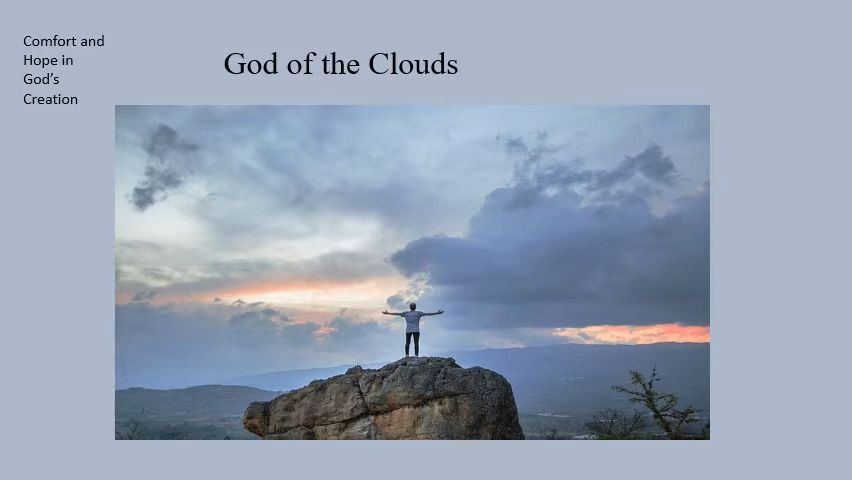 Comfort and
Hope in
God’s
Creation
God of the Clouds